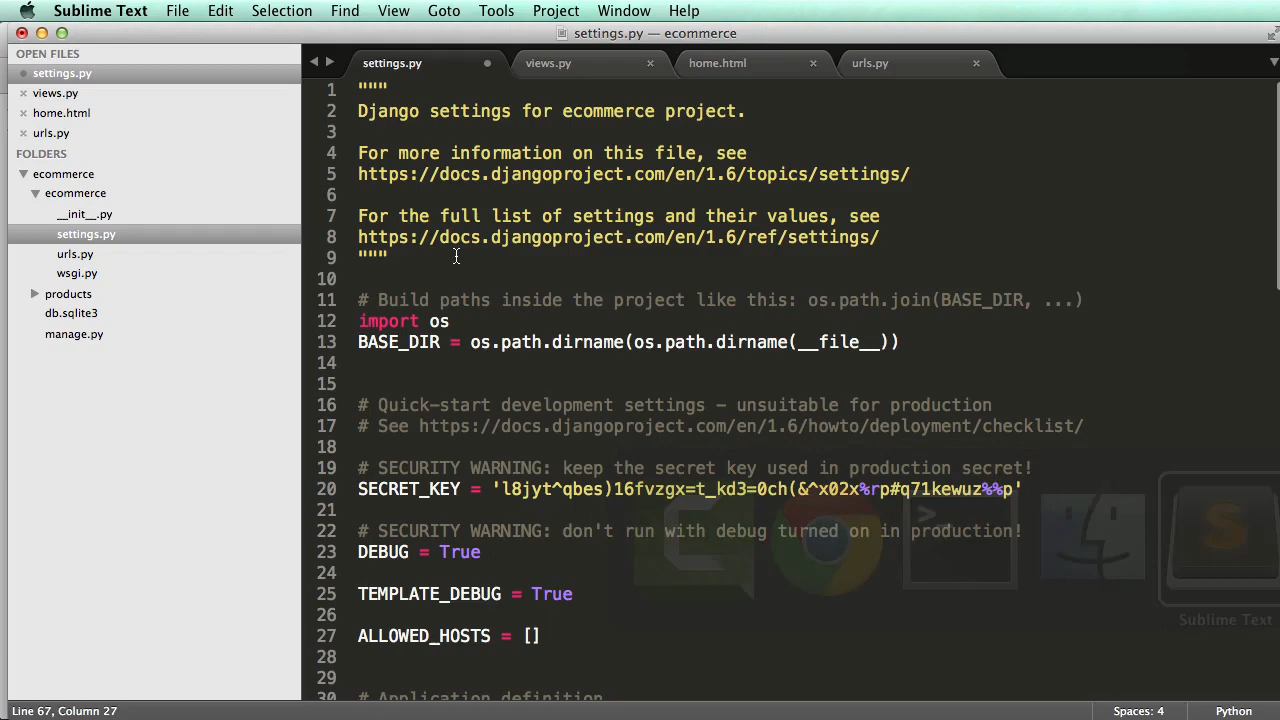 Sublime Text File Edit Selection Find View Goto Tools Project Window Help
settings.py — ecommerce
OPEN FILES
settings.py
views.py
home.html
urls.py
FOLDERS
ecommerce
ecommerce
__init__.py
settings.py
urls.py
wsgi.py
products
db.sqlite3
manage.py
settings.py views.py home.html urls.py
1 """
2 Django settings for ecommerce project.
3
4 For more information on this file, see
5 https://docs.djangoproject.com/en/1.6/topics/settings/
6
7 For the full list of settings and their values, see
8 https://docs.djangoproject.com/en/1.6/ref/settings/
9 """
10
11 # Build paths inside the project like this: os.path.join(BASE_DIR, ...)
12 import os
13 BASE_DIR = os.path.dirname(os.path.dirname(__file__))
14
15
16 # Quick-start development settings - unsuitable for production
17 # See https://docs.djangoproject.com/en/1.6/howto/deployment/checklist/
18
19 # SECURITY WARNING: keep the secret key used in production secret!
20 SECRET_KEY = 'l8jyt^qbes)16fvzgx=t_kd3=0ch(&^x02x%rp#q71kewuz%%p'
21
22 # SECURITY WARNING: don't run with debug turned on in production!
23 DEBUG = True
24
25 TEMPLATE_DEBUG = True
26
27 ALLOWED_HOSTS = []
28
29
30 # Application definition
Sublime Text
Line 67, Column 27 Spaces: 4 Python